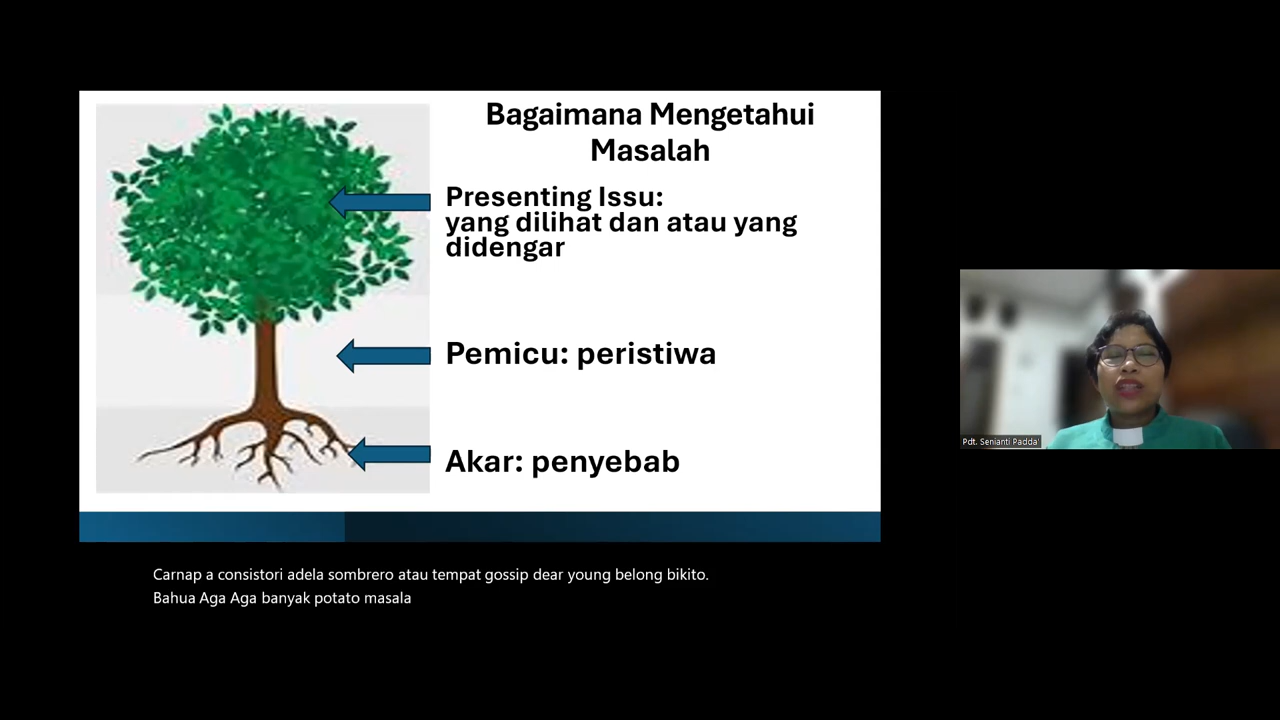 Bagaimana Mengetahui
Masalah
Presenting Issu:
yang dilihat dan atau yang
didengar
Pemicu: peristiwa
Akar: penyebab
Pdt. Senianti Padda'
Carnap a consistori adela sombrero atau tempat gossip dear young belong bikito.
Bahua Aga Aga banyak potato masala